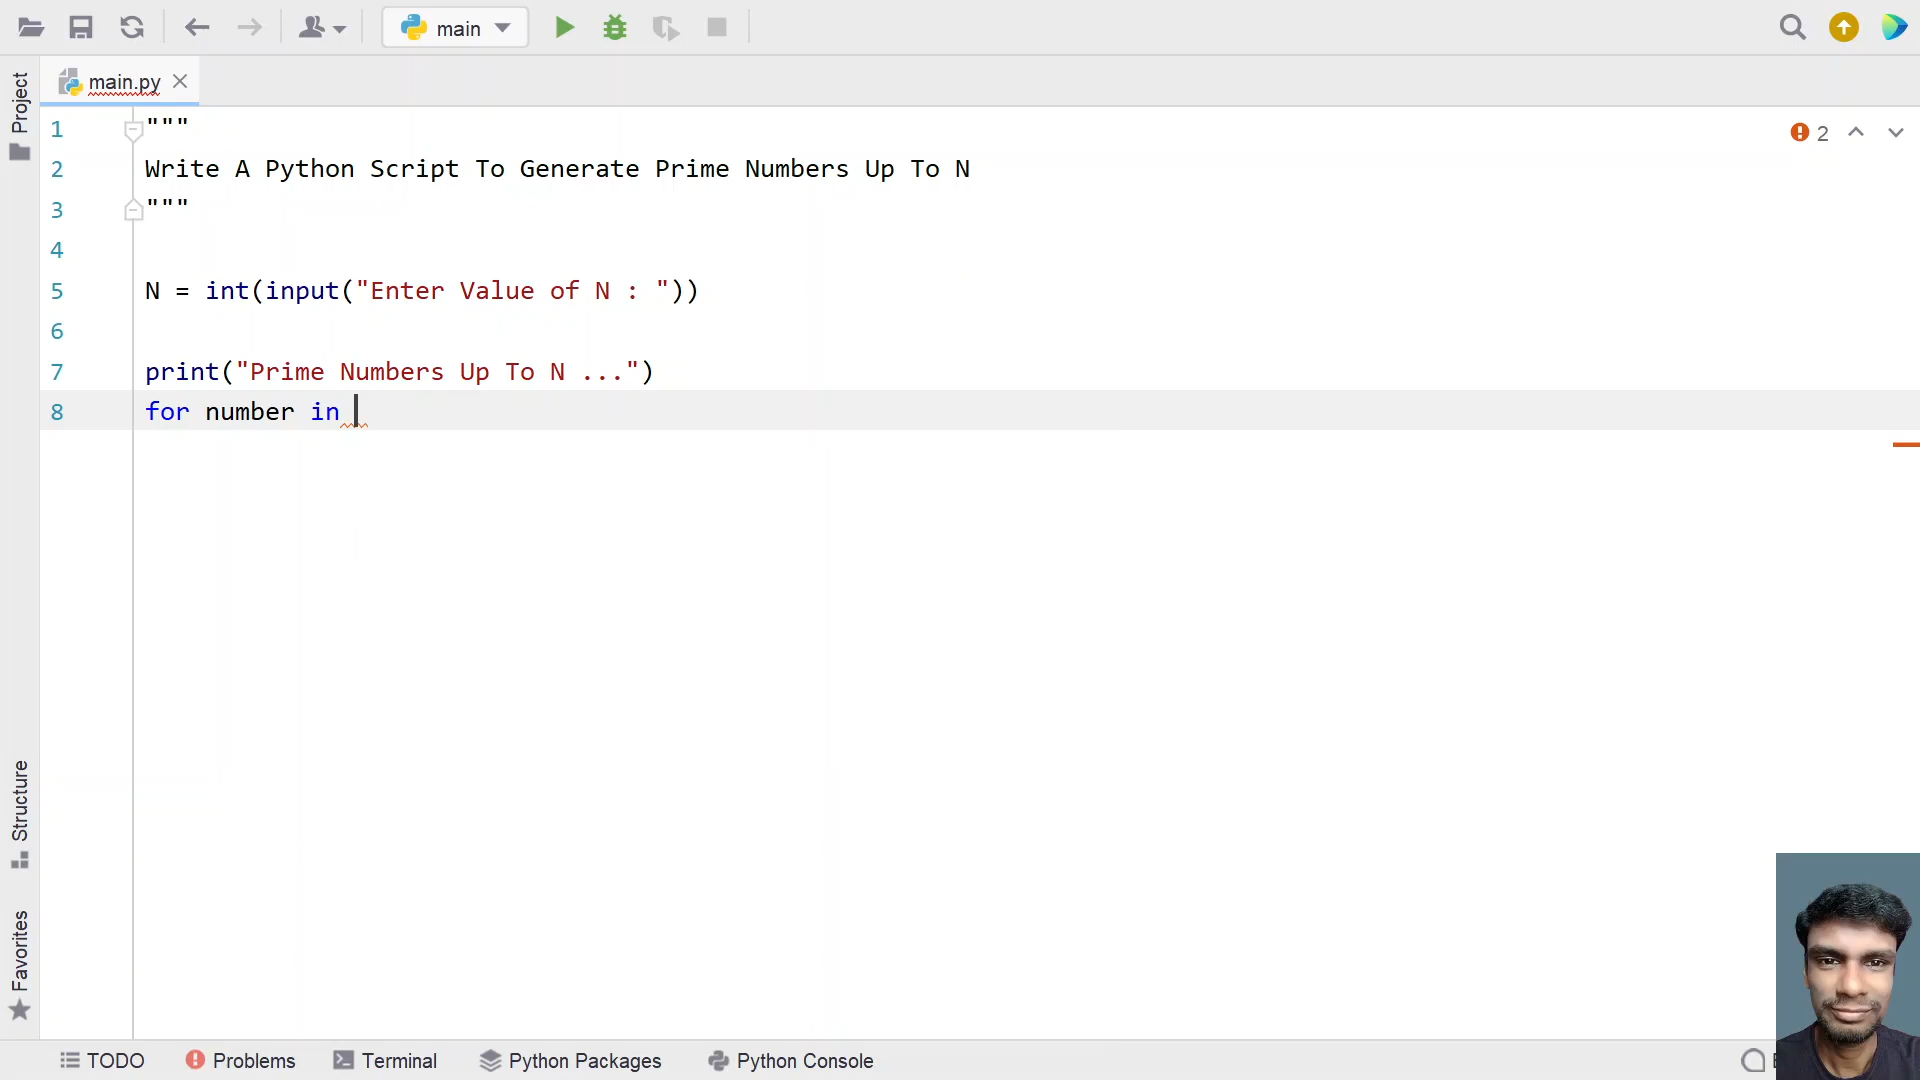 main
main.py
2
Project
1 """
2 Write A Python Script To Generate Prime Numbers Up To N
3 """
4
5 N = int(input("Enter Value of N : "))
6
7 print("Prime Numbers Up To N ...")
8 for number in
Structure
Favorites
TODO Problems Terminal Python Packages Python Console